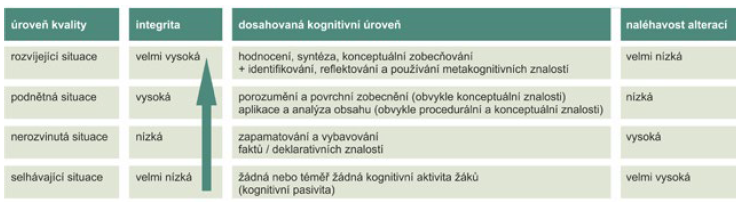 úroveň kvality integrita dosahovaná kognitivní úroveň naléhavost alterací
rozvíjející situace velmi vysoká hodnocení, syntéza, konceptuální zobecňování velmi nízká
+ identifikování, reflektování a používání metakognitivních znalostí
podnětná situace vysoká porozumění a povrchní zobecnění (obvykle konceptuální znalosti) nízká
aplikace a analýza obsahu (obvykle procedurální a konceptuální znalosti)
nerozvinutá situace nízká zapamatování a vybavování vysoká
faktů / deklarativních znalostí
selhávající situace velmi nízká žádná nebo téměř žádná kognitivní aktivita žáků velmi vysoká
(kognitivní pasivita)